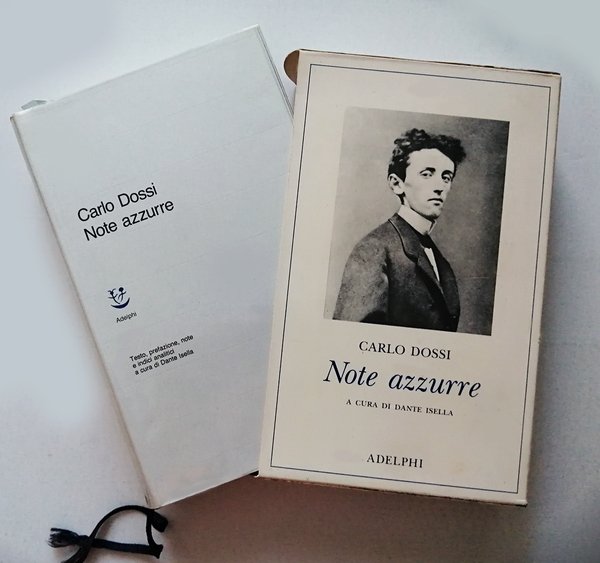 Carlo Dossi
Note azzurre
Adelphi
Testo, prefazione, note
e indici analitici
a cura di Dante Isella
CARLO DOSSI
Note azzurre
A CURA DI DANTE ISELLA
ADELPHI